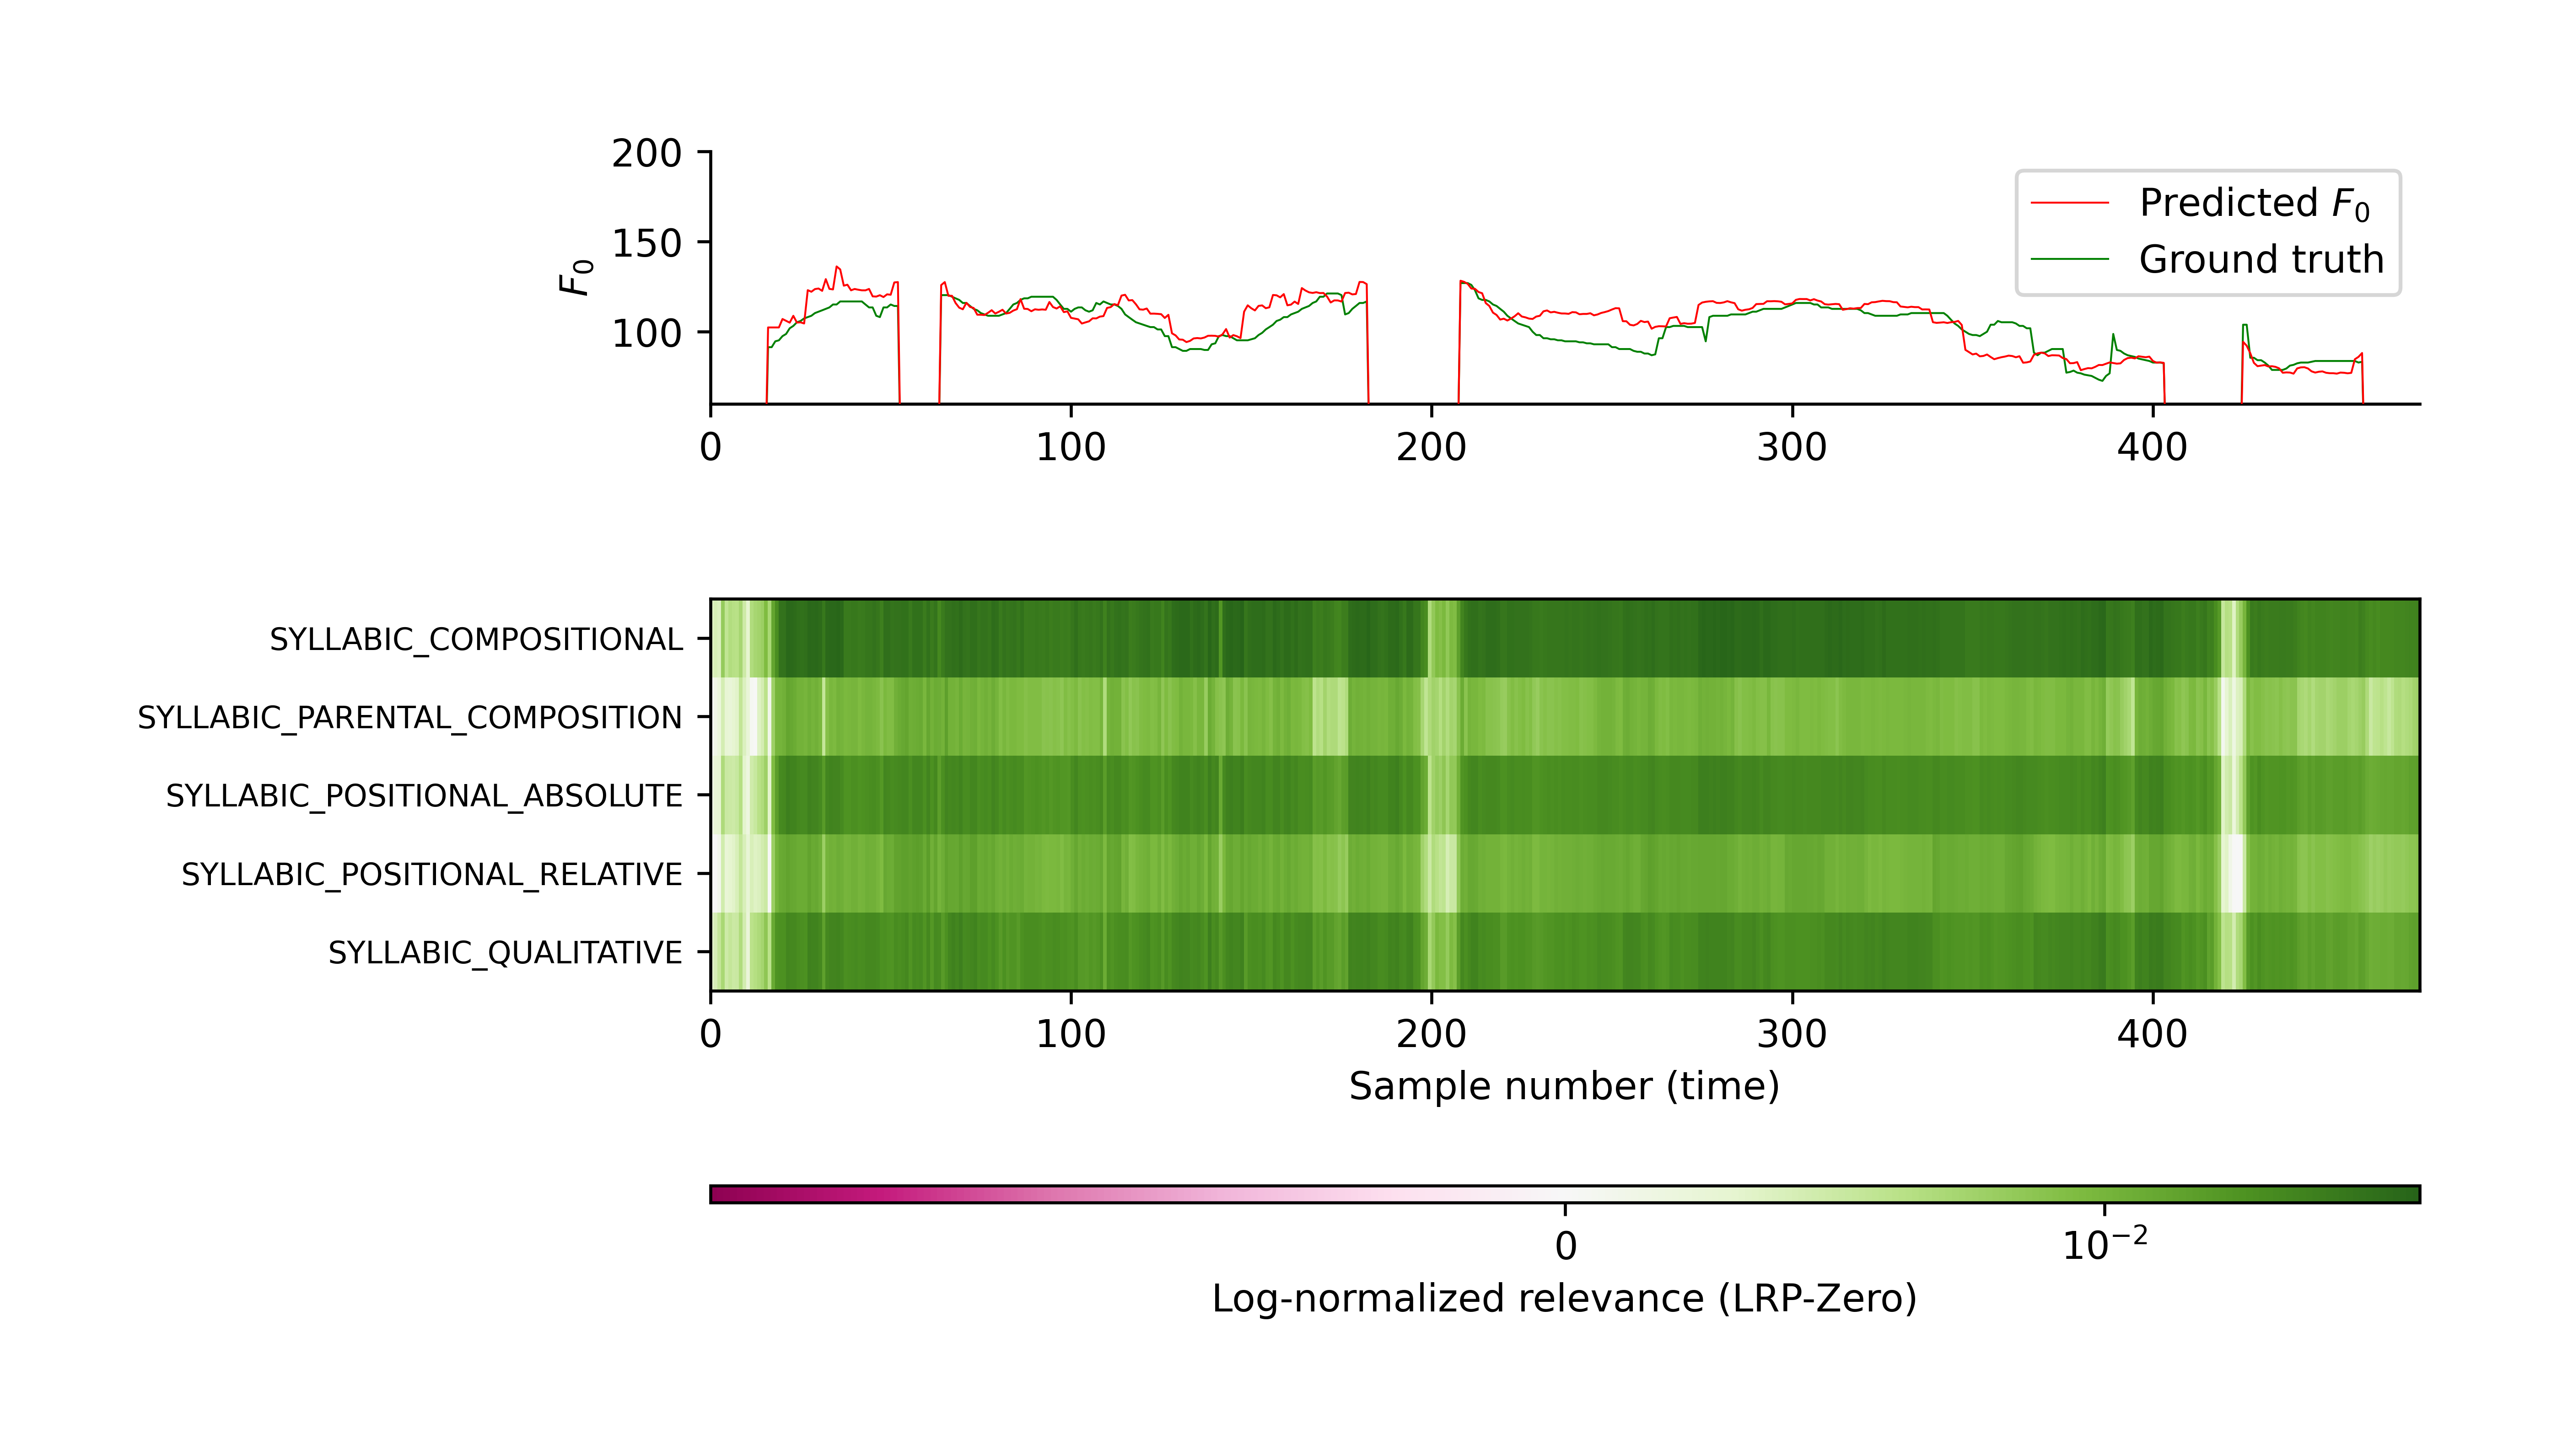 200
150
100
F₀
Predicted F₀
Ground truth
0 100 200 300 400
SYLLABIC_COMPOSITIONAL
SYLLABIC_PARENTAL_COMPOSITION
SYLLABIC_POSITIONAL_ABSOLUTE
SYLLABIC_POSITIONAL_RELATIVE
SYLLABIC_QUALITATIVE
0 100 200 300 400
Sample number (time)
0 10⁻²
Log-normalized relevance (LRP-Zero)